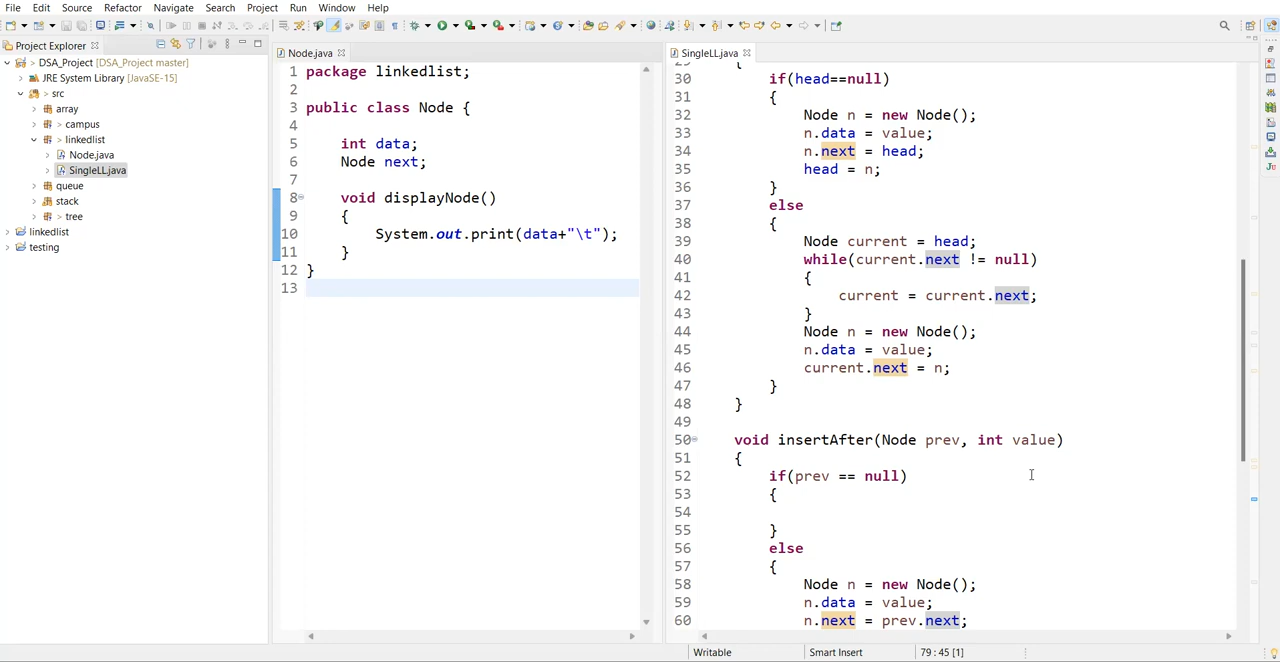 File Edit Source Refactor Navigate Search Project Run Window Help
Project Explorer
DSA_Project [DSA_Project master]
JRE System Library [JavaSE-15]
src
array
campus
linkedlist
Node.java
SingleLL.java
queue
stack
tree
linkedlist
testing
Node.java
1 package linkedlist;
2
3 public class Node {
4
5 int data;
6 Node next;
7
8 void displayNode()
9 {
10 System.out.print(data+"\t");
11 }
12 }
13
SingleLL.java
29 {
30 if(head==null)
31 {
32 Node n = new Node();
33 n.data = value;
34 n.next = head;
35 head = n;
36 }
37 else
38 {
39 Node current = head;
40 while(current.next != null)
41 {
42 current = current.next;
43 }
44 Node n = new Node();
45 n.data = value;
46 current.next = n;
47 }
48 }
49
50 void insertAfter(Node prev, int value)
51 {
52 if(prev == null)
53 {
54
55 }
56 else
57 {
58 Node n = new Node();
59 n.data = value;
60 n.next = prev.next;
Writable Smart Insert 79 : 45 [1]